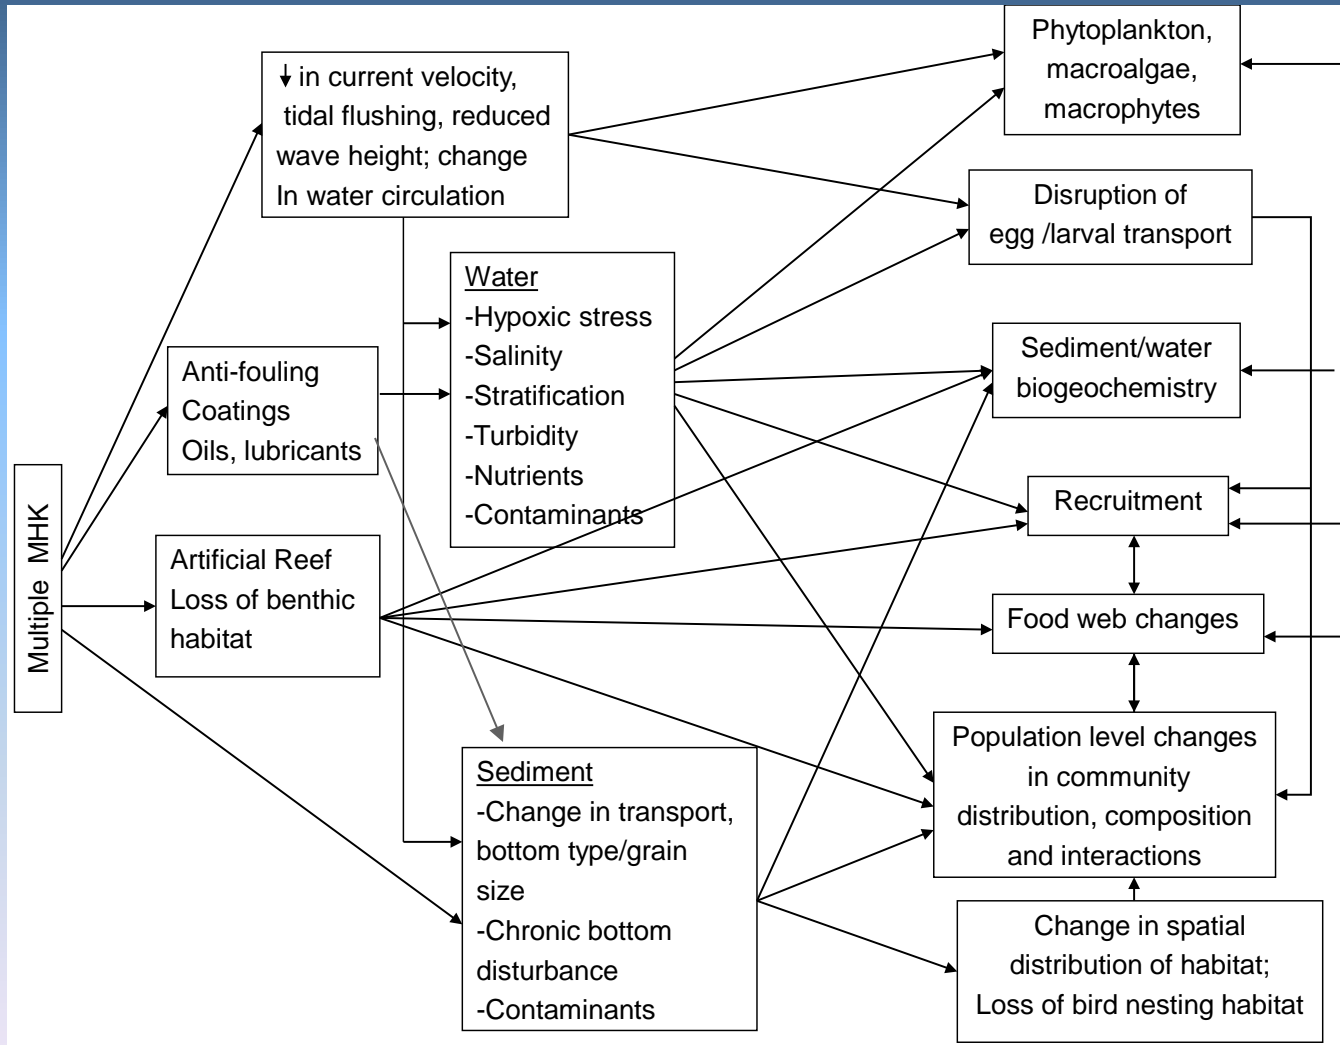 Multiple MHK
↓ in current velocity,
tidal flushing, reduced
wave height; change
In water circulation
Anti-fouling
Coatings
Oils, lubricants
Artificial Reef
Loss of benthic
habitat
Water
-Hypoxic stress
-Salinity
-Stratification
-Turbidity
-Nutrients
-Contaminants
Sediment
-Change in transport,
bottom type/grain
size
-Chronic bottom
disturbance
-Contaminants
Phytoplankton,
macroalgae,
macrophytes
Disruption of
egg /larval transport
Sediment/water
biogeochemistry
Recruitment
Food web changes
Population level changes
in community
distribution, composition
and interactions
Change in spatial
distribution of habitat;
Loss of bird nesting habitat